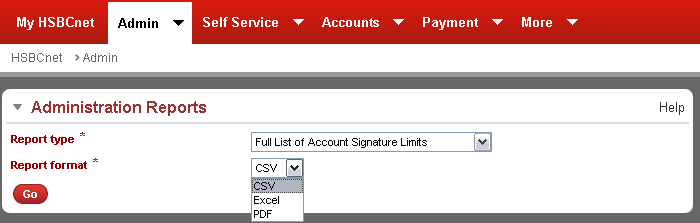 My HSBCnet Admin Self Service Accounts Payment More
HSBCnet Admin
Administration Reports Help
Report type * Full List of Account Signature Limits
Report format * CSV
CSV
Go Excel
PDF